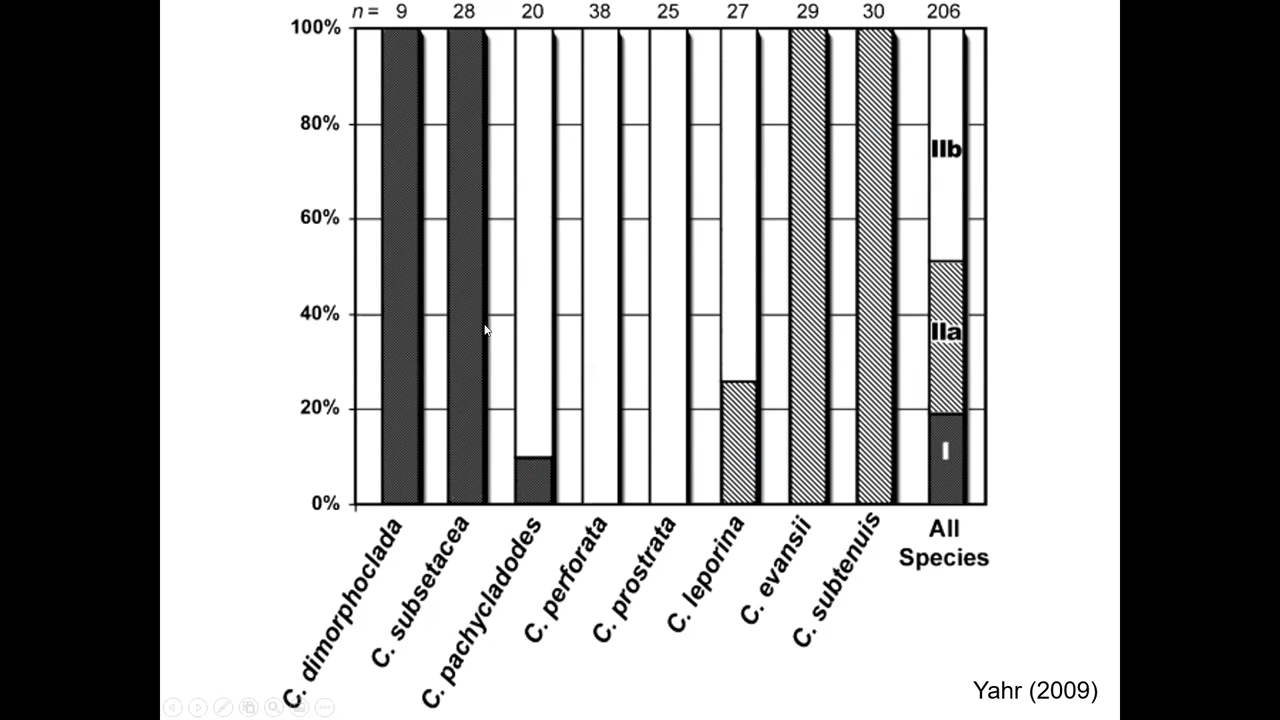 n = 9 28 20 38 25 27 29 30 206
100%
80%
60%
40%
20%
0%
IIb
IIa
I
C. dimorphoclada
C. subsetacea
C. pachycladodes
C. perforata
C. prostrata
C. leporina
C. evansii
C. subtenuis
All
Species
Yahr (2009)